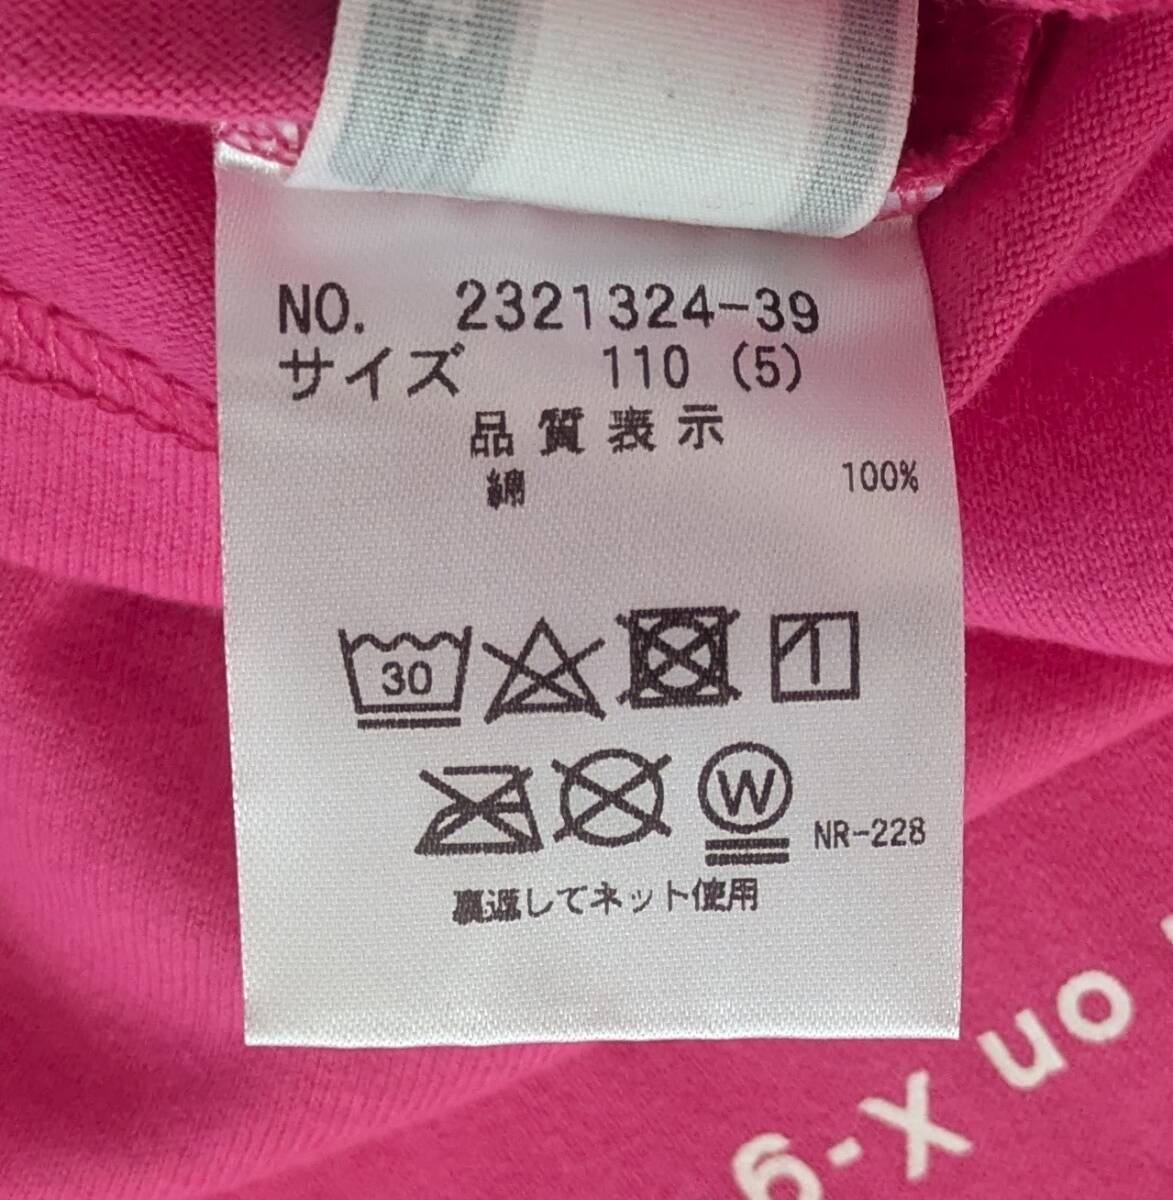 NO. 2321324-39
サイズ 110 (5)
品質表示
綿 100%
30
W
NR-228
裏返してネット使用
on x-g